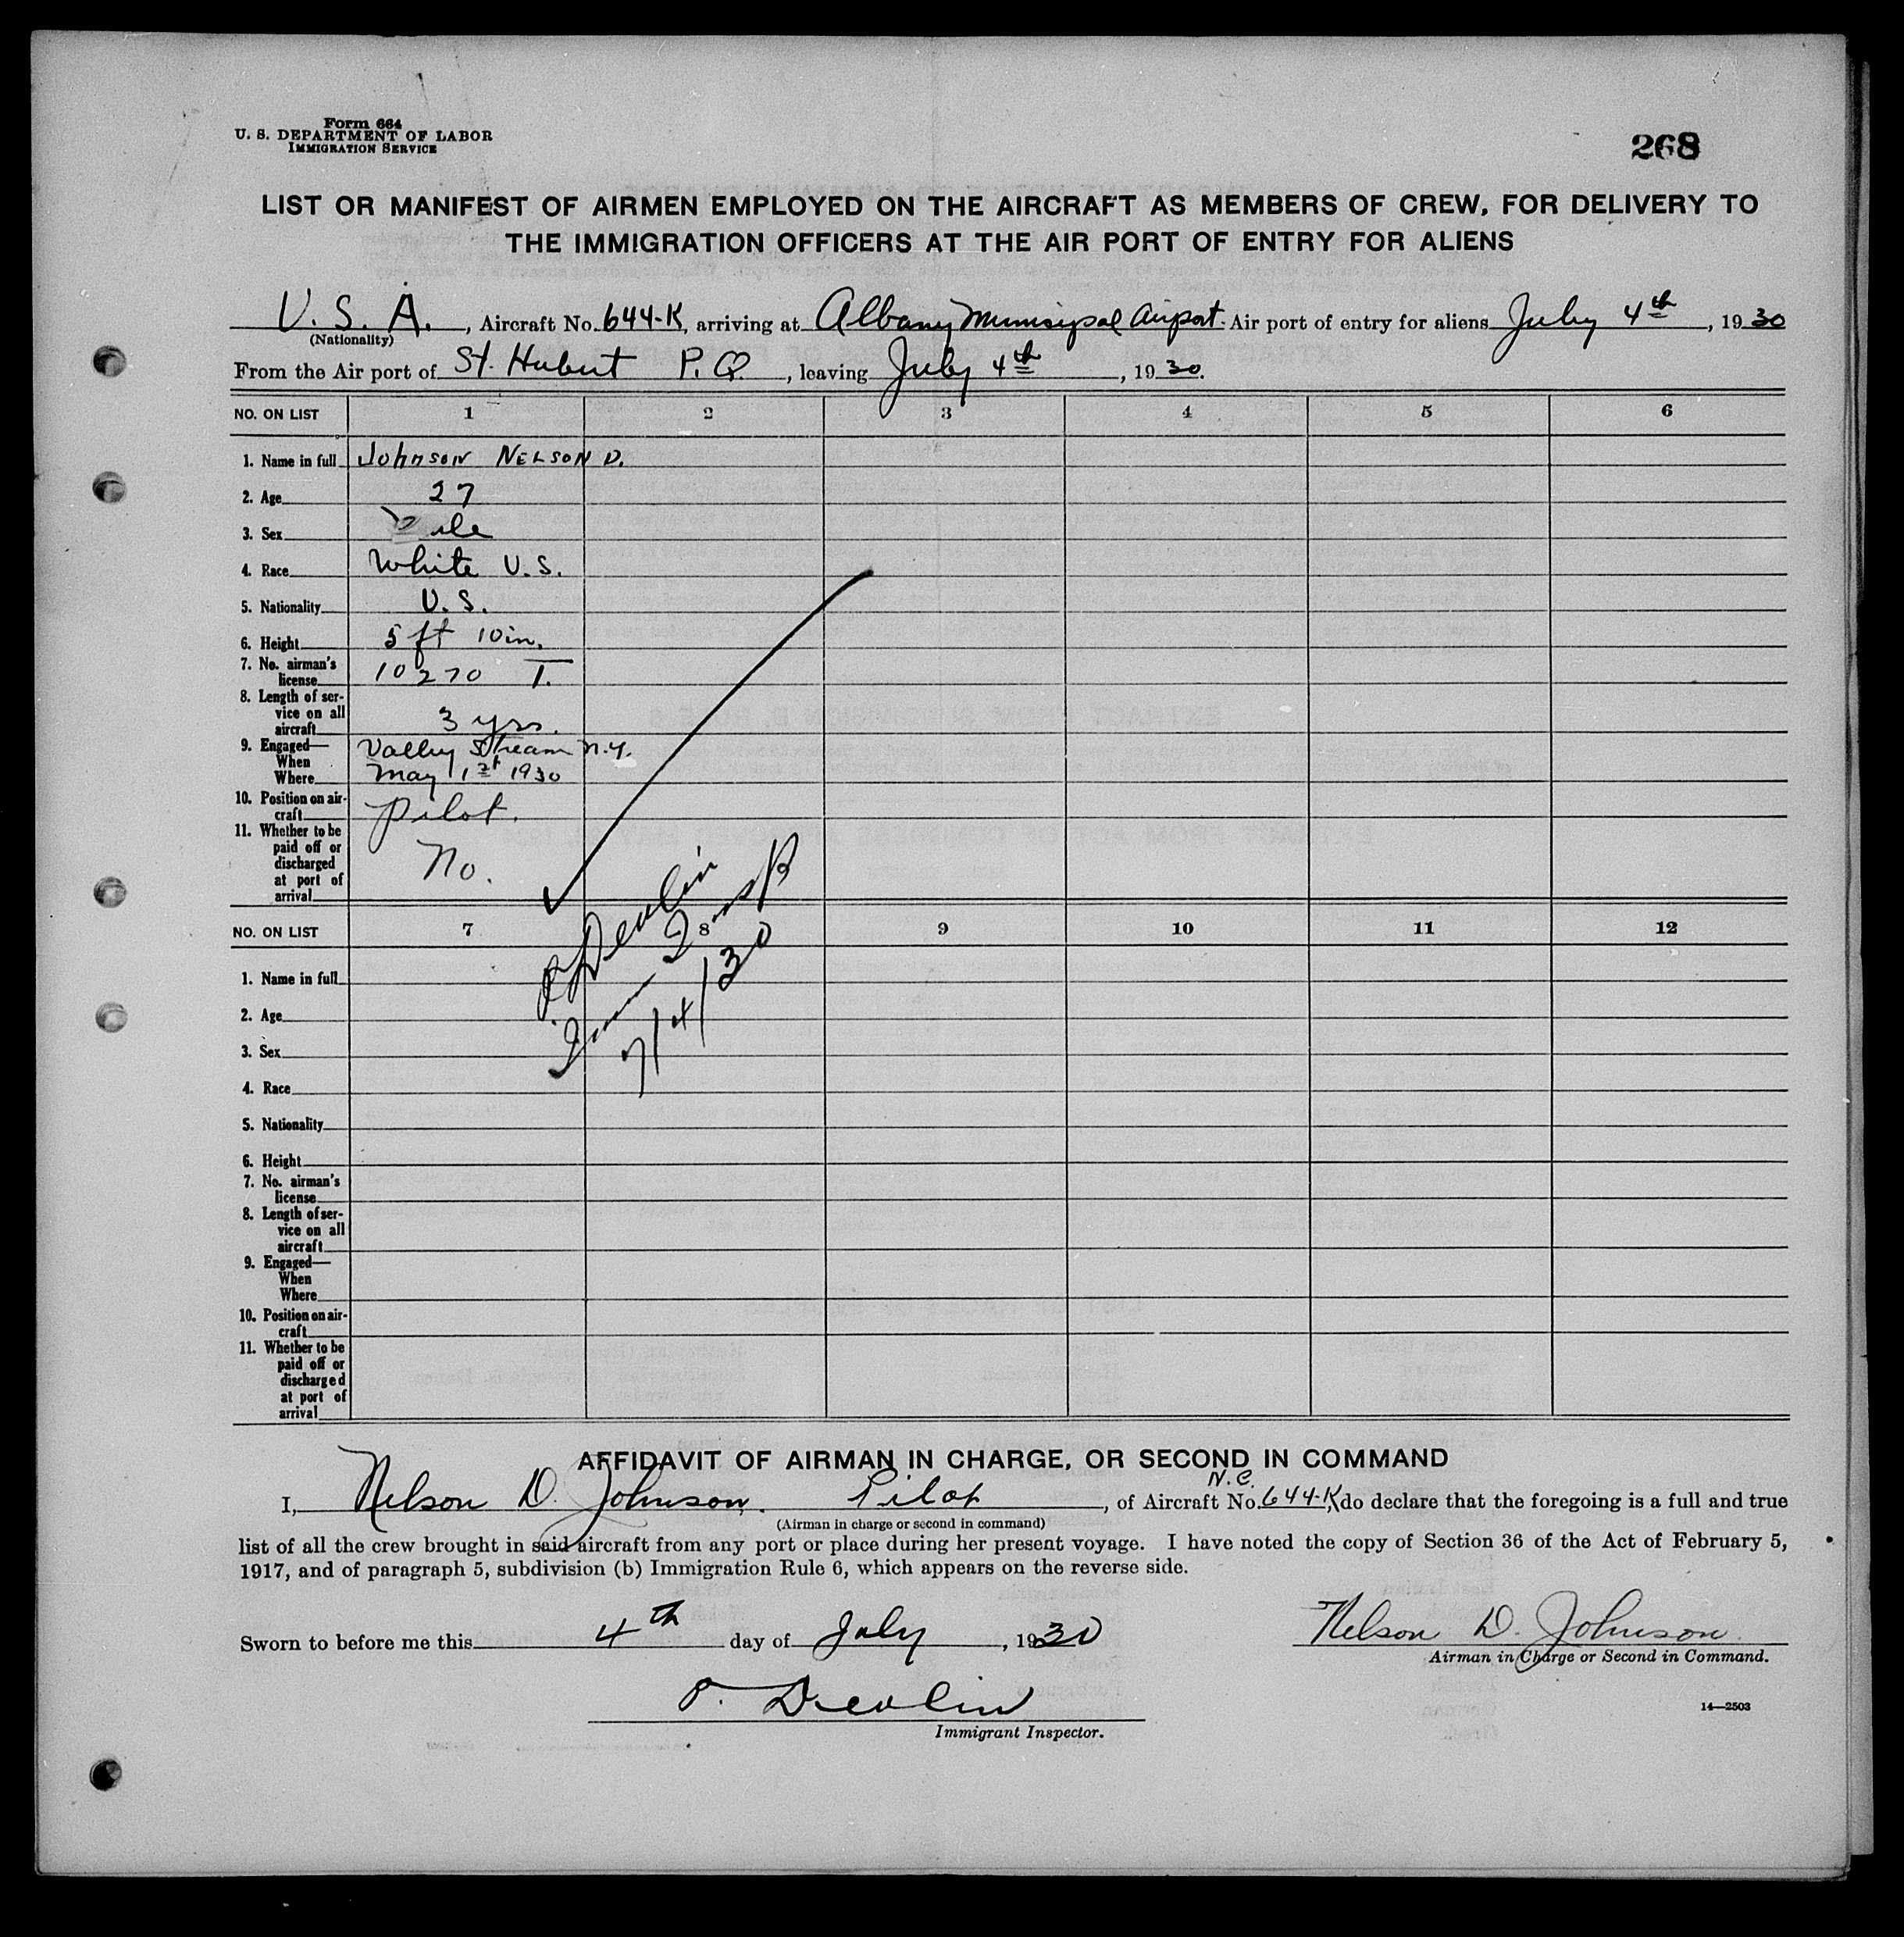 Form 664
U. S. DEPARTMENT OF LABOR
IMMIGRATION SERVICE
268
LIST OR MANIFEST OF AIRMEN EMPLOYED ON THE AIRCRAFT AS MEMBERS OF CREW, FOR DELIVERY TO
THE IMMIGRATION OFFICERS AT THE AIR PORT OF ENTRY FOR ALIENS
U. S. A., Aircraft No. 644-K, arriving at Albany Municipal Airport. Air port of entry for aliens July 4th, 1930
(Nationality)
From the Air port of St. Hubert P. Q., leaving July 4th, 1930.
NO. ON LIST 1 2 3 4 5 6
1. Name in full Johnson Nelson D.
2. Age 27
3. Sex
4. Race White U.S.
5. Nationality U.S.
6. Height 5 ft 10 in.
7. No. airman's
license 10270 T.
8. Length of ser-
vice on all
aircraft 3 yrs.
9. Engaged— Valley Stream N.Y.
When
Where May 1st 1930
10. Position on air-
craft Pilot.
11. Whether to be
paid off or
discharged
at port of
arrival No.
Devlin
Imm Insp
7/4/30
NO. ON LIST 7 8 9 10 11 12
1. Name in full
2. Age
3. Sex
4. Race
5. Nationality
6. Height
7. No. airman's
license
8. Length of ser-
vice on all
aircraft
9. Engaged—
When
Where
10. Position on air-
craft
11. Whether to be
paid off or
discharged
at port of
arrival
AFFIDAVIT OF AIRMAN IN CHARGE, OR SECOND IN COMMAND
I, Nelson D. Johnson, Pilot, of Aircraft No. N.C. 644-K, do declare that the foregoing is a full and true
(Airman in charge or second in command)
list of all the crew brought in said aircraft from any port or place during her present voyage. I have noted the copy of Section 36 of the Act of February 5,
1917, and of paragraph 5, subdivision (b) Immigration Rule 6, which appears on the reverse side.
Sworn to before me this 4th day of July, 1930
Nelson D. Johnson
Airman in Charge or Second in Command.
Devlin
Immigrant Inspector.
14—2503